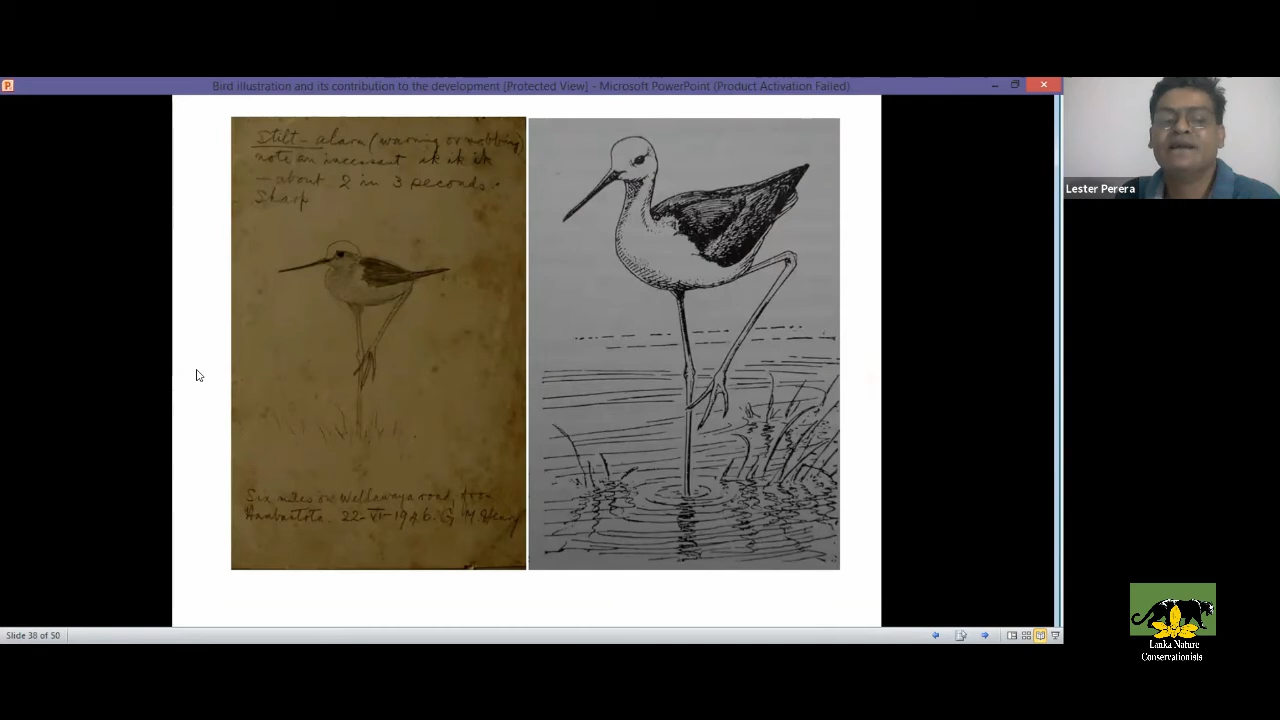 Bird illustration and its contribution to the development [Protected View] - Microsoft PowerPoint (Product Activation Failed)
Stilt - alarm (warning or mobbing)
note an incessant ik ik ik
- about 2 in 3 seconds.
Sharp
Six miles on Wellawaya road, from
Hambantota. 22-VI-1946. G. M. Henry
Lester Perera
Slide 38 of 50
Lanka Nature
Conservationists